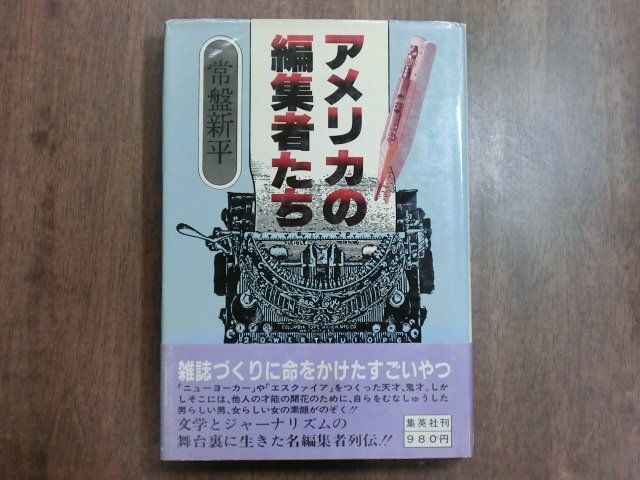 アメリカの
編集者たち
常盤新平
COLUMBIA TYPE WRITER MFG CO
雑誌づくりに命をかけたすごいやつ
「ニューヨーカー」や「エスクァイア」をつくった天才、鬼才。しか
しそこには、他人の才能の開花のために、自らをむなしゅうした
男らしい男、女らしい女の素顔がのぞく!!
文学とジャーナリズムの
舞台裏に生きた名編集者列伝!!
集英社刊
980円